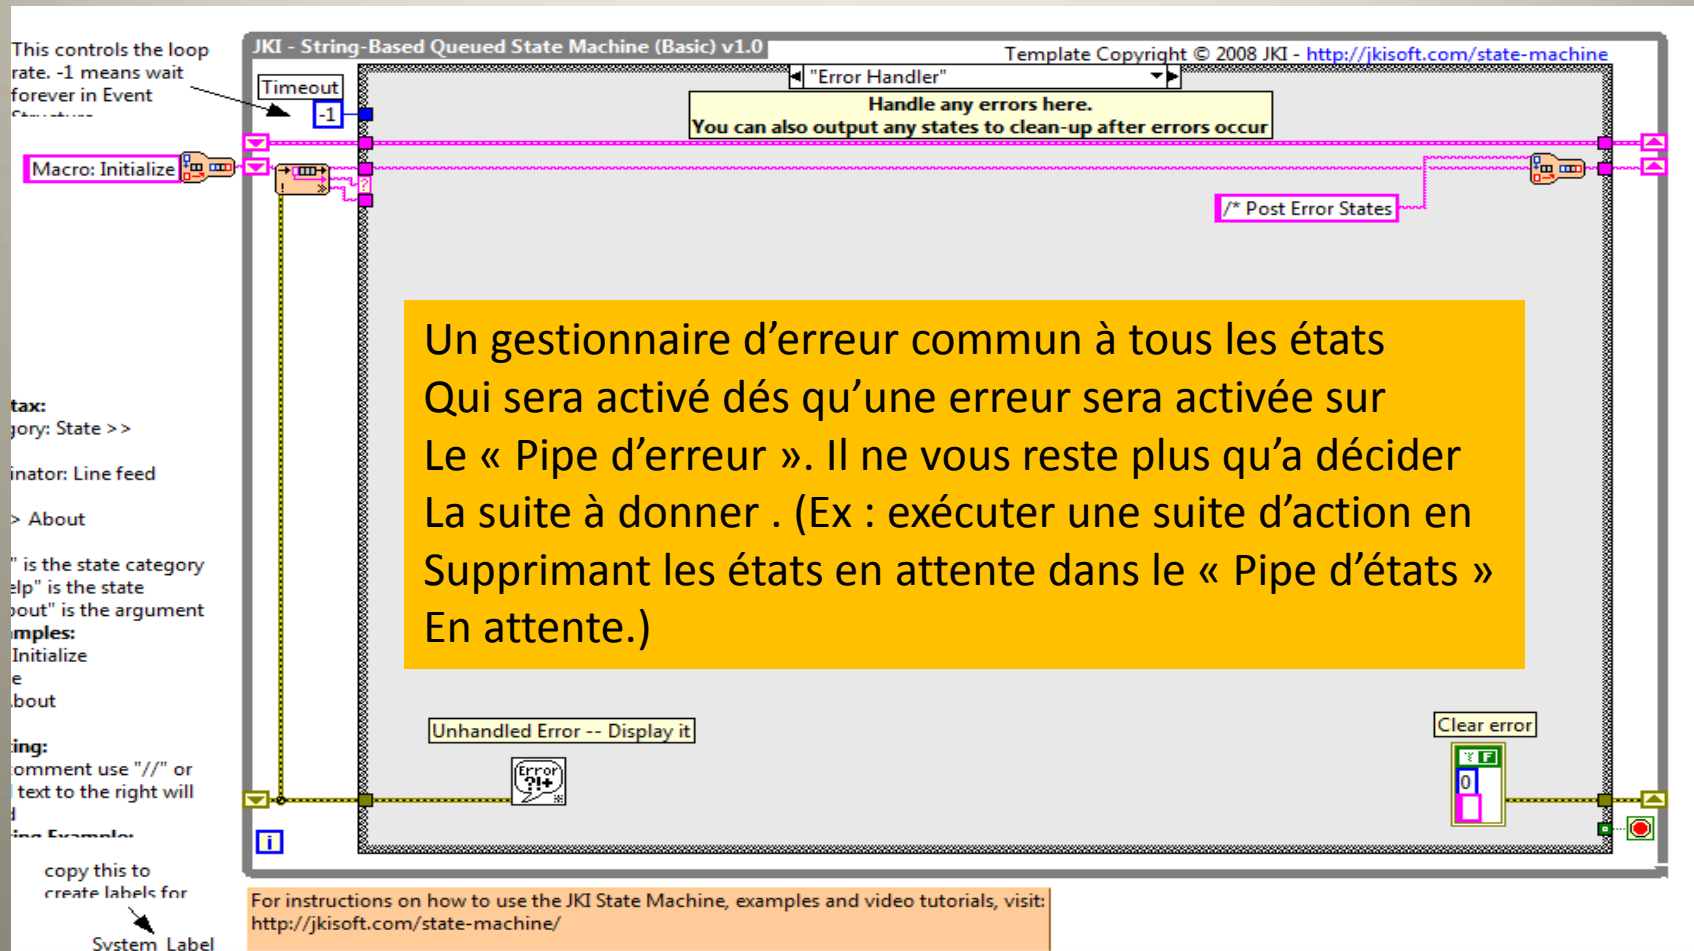 This controls the loop
rate. -1 means wait
forever in Event
JKI - String-Based Queued State Machine (Basic) v1.0
Template Copyright © 2008 JKI - http://jkisoft.com/state-machine
Timeout
-1
"Error Handler"
Handle any errors here.
You can also output any states to clean-up after errors occur
Macro: Initialize
/* Post Error States
Un gestionnaire d’erreur commun à tous les états
Qui sera activé dés qu’une erreur sera activée sur
Le « Pipe d’erreur ». Il ne vous reste plus qu’a décider
La suite à donner . (Ex : exécuter une suite d’action en
Supprimant les états en attente dans le « Pipe d’états »
En attente.)
tax:
gory: State >>
inator: Line feed
> About
" is the state category
elp" is the state
bout" is the argument
mples:
Initialize
e
bout
ing:
comment use "//" or
text to the right will
Unhandled Error -- Display it
Error
?!+
Clear error
F
0
i
copy this to
create labels for
System Label
For instructions on how to use the JKI State Machine, examples and video tutorials, visit:
http://jkisoft.com/state-machine/